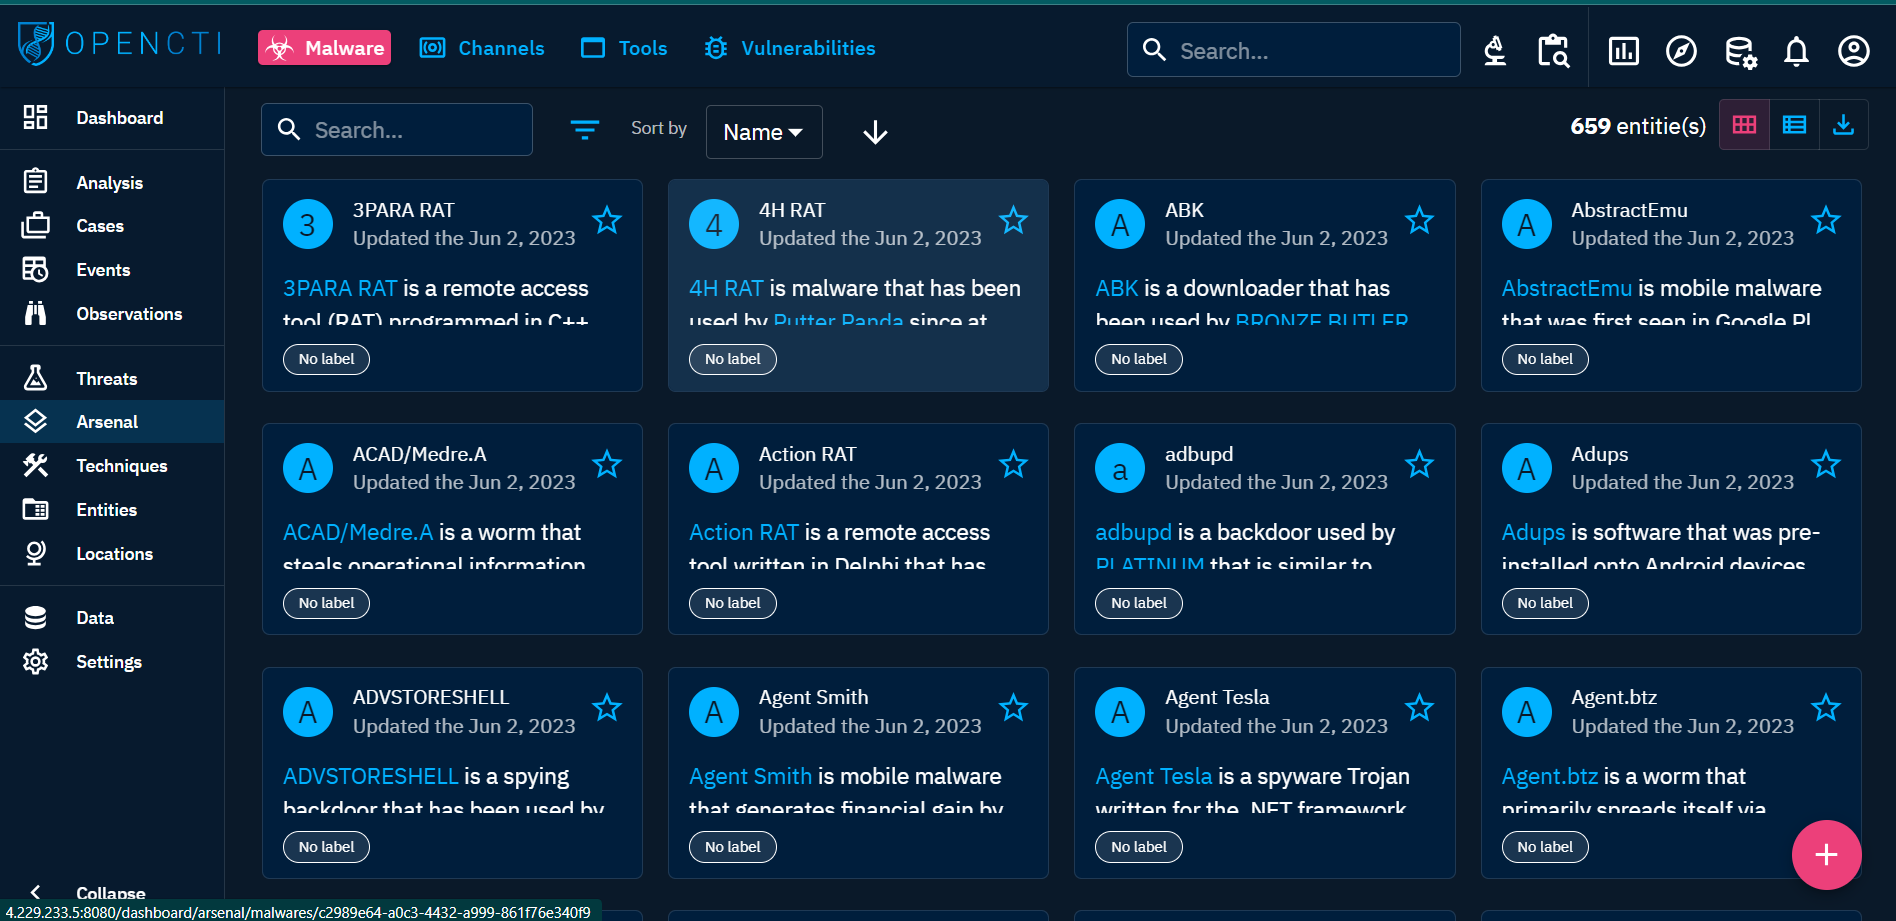 OPENCTI
Malware
Channels
Tools
Vulnerabilities
Search...
Dashboard
Analysis
Cases
Events
Observations
Threats
Arsenal
Techniques
Entities
Locations
Data
Settings
Collapse
Search...
Sort by
Name
659 entitie(s)
3
3PARA RAT
Updated the Jun 2, 2023
3PARA RAT is a remote access
tool (RAT) programmed in C++
No label
4
4H RAT
Updated the Jun 2, 2023
4H RAT is malware that has been
used by Putter Panda since at
No label
A
ABK
Updated the Jun 2, 2023
ABK is a downloader that has
been used by BRONZE BUTLER
No label
A
AbstractEmu
Updated the Jun 2, 2023
AbstractEmu is mobile malware
that was first seen in Google Pl
No label
A
ACAD/Medre.A
Updated the Jun 2, 2023
ACAD/Medre.A is a worm that
steals operational information
No label
A
Action RAT
Updated the Jun 2, 2023
Action RAT is a remote access
tool written in Delphi that has
No label
a
adbupd
Updated the Jun 2, 2023
adbupd is a backdoor used by
PLATINUM that is similar to
No label
A
Adups
Updated the Jun 2, 2023
Adups is software that was pre-
installed onto Android devices
No label
A
ADVSTORESHELL
Updated the Jun 2, 2023
ADVSTORESHELL is a spying
backdoor that has been used by
No label
A
Agent Smith
Updated the Jun 2, 2023
Agent Smith is mobile malware
that generates financial gain by
No label
A
Agent Tesla
Updated the Jun 2, 2023
Agent Tesla is a spyware Trojan
written for the .NET framework
No label
A
Agent.btz
Updated the Jun 2, 2023
Agent.btz is a worm that
primarily spreads itself via
No label
4.229.233.5:8080/dashboard/arsenal/malwares/c2989e64-a0c3-4432-a999-861f76e340f9